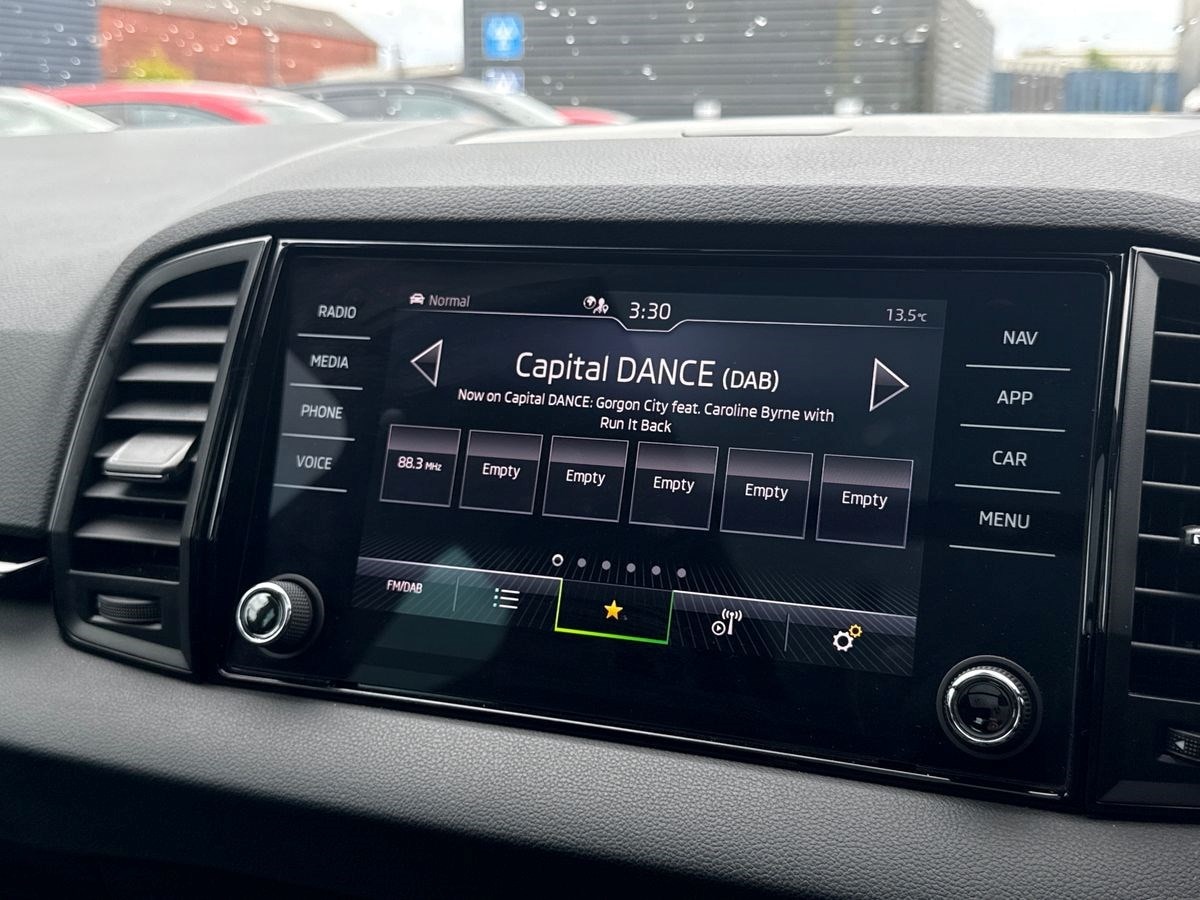 Normal
3:30
13.5°C
RADIO
MEDIA
PHONE
VOICE
Capital DANCE (DAB)
Now on Capital DANCE: Gorgon City feat. Caroline Byrne with
Run It Back
88.3 MHz
Empty
Empty
Empty
Empty
Empty
FM/DAB
NAV
APP
CAR
MENU